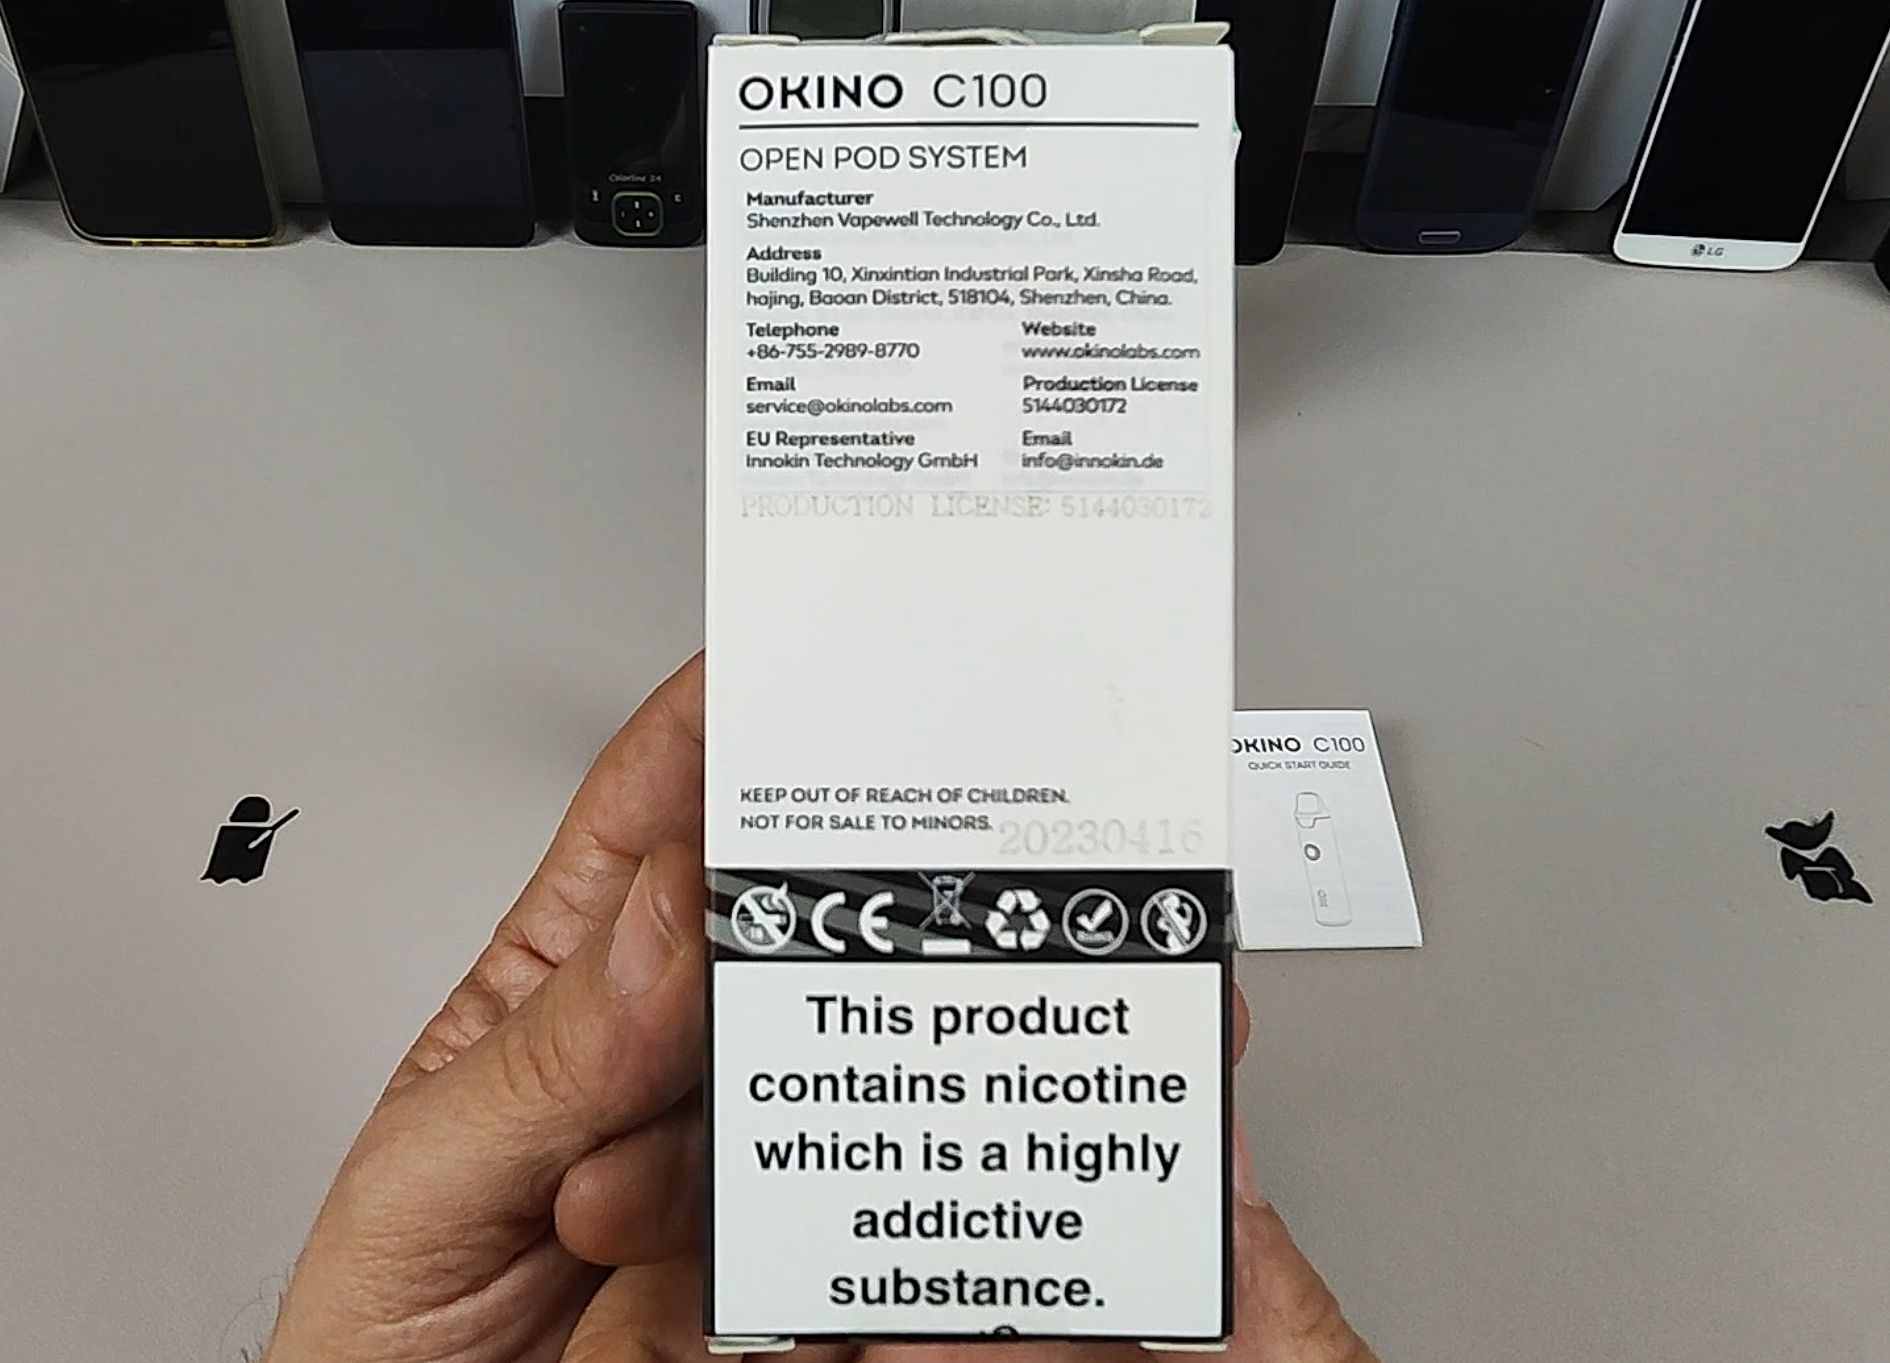 Colorline 2.4
LG
OKINO C100
OPEN POD SYSTEM
Manufacturer
Shenzhen Vapewell Technology Co., Ltd.
Address
Building 10, Xinxintian Industrial Park, Xinsha Road,
hajing, Baoan District, 518104, Shenzhen, China.
Telephone
+86-755-2989-8770
Website
www.okinolabs.com
Email
service@okinolabs.com
Production License
5144030172
EU Representative
Innokin Technology GmbH
Email
info@innokin.de
PRODUCTION LICENSE: 5144030172
KEEP OUT OF REACH OF CHILDREN.
NOT FOR SALE TO MINORS.
20230416
CE
This product
contains nicotine
which is a highly
addictive
substance.
OKINO C100
QUICK START GUIDE